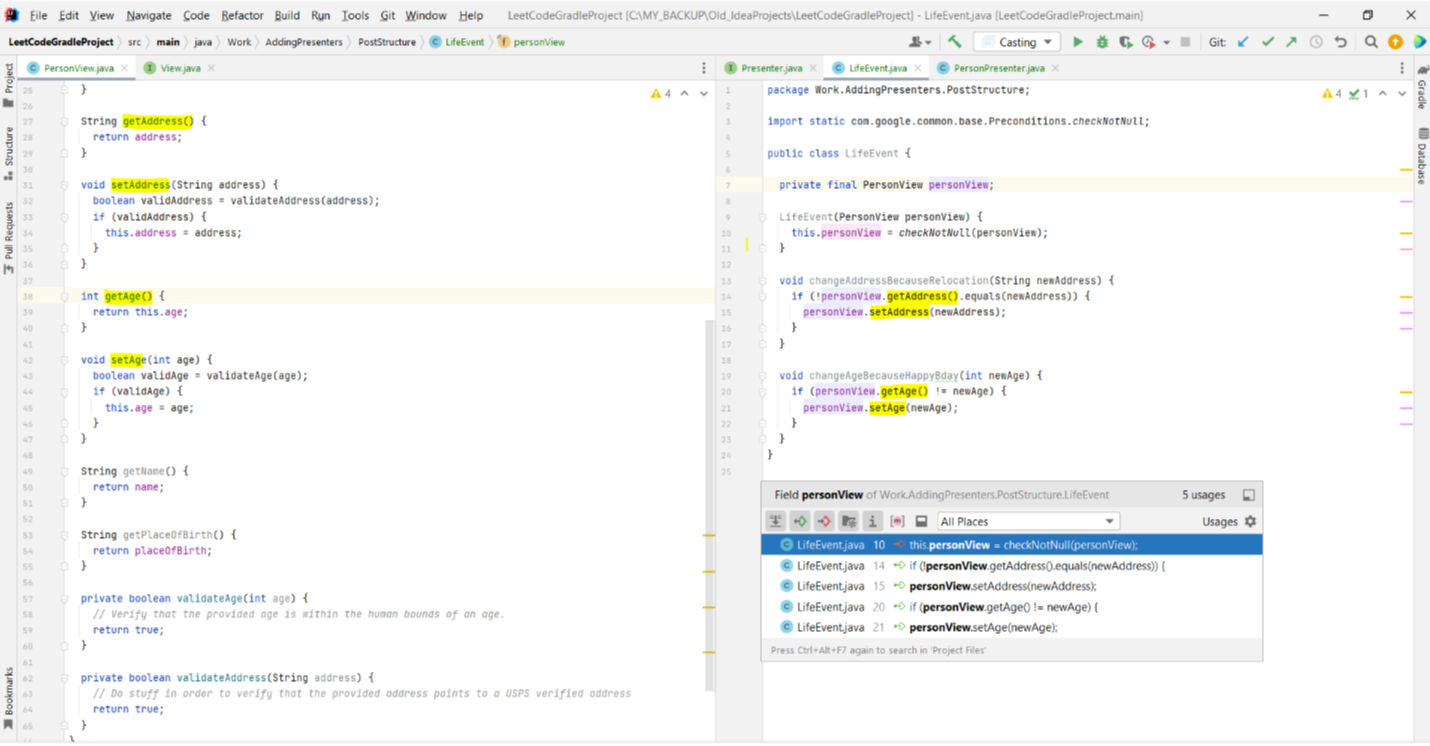 File Edit View Navigate Code Refactor Build Run Tools Git Window Help LeetCodeGradleProject [C:\MY_BACKUP\Old_IdeaProjects\LeetCodeGradleProject] - LifeEvent.java [LeetCodeGradleProject.main]
LeetCodeGradleProject src main java Work AddingPresenters PostStructure LifeEvent personView Casting Git:
PersonView.java View.java
Presenter.java LifeEvent.java PersonPresenter.java
Project
Structure
Pull Requests
Bookmarks
4
25 }
26
27 String getAddress() {
28 return address;
29 }
30
31 void setAddress(String address) {
32 boolean validAddress = validateAddress(address);
33 if (validAddress) {
34 this.address = address;
35 }
36 }
37
38 int getAge() {
39 return this.age;
40 }
41
42 void setAge(int age) {
43 boolean validAge = validateAge(age);
44 if (validAge) {
45 this.age = age;
46 }
47 }
48
49 String getName() {
50 return name;
51 }
52
53 String getPlaceOfBirth() {
54 return placeOfBirth;
55 }
56
57 private boolean validateAge(int age) {
58 // Verify that the provided age is within the human bounds of an age.
59 return true;
60 }
61
62 private boolean validateAddress(String address) {
63 // Do stuff in order to verify that the provided address points to a USPS verified address
64 return true;
65 }
}
4 1
1 package Work.AddingPresenters.PostStructure;
2
3 import static com.google.common.base.Preconditions.checkNotNull;
4
5 public class LifeEvent {
6
7 private final PersonView personView;
8
9 LifeEvent(PersonView personView) {
10 this.personView = checkNotNull(personView);
11 }
12
13 void changeAddressBecauseRelocation(String newAddress) {
14 if (!personView.getAddress().equals(newAddress)) {
15 personView.setAddress(newAddress);
16 }
17 }
18
19 void changeAgeBecauseHappyBday(int newAge) {
20 if (personView.getAge() != newAge) {
21 personView.setAge(newAge);
22 }
23 }
24 }
25
Field personView of Work.AddingPresenters.PostStructure.LifeEvent 5 usages
All Places Usages
LifeEvent.java 10 this.personView = checkNotNull(personView);
LifeEvent.java 14 if (!personView.getAddress().equals(newAddress)) {
LifeEvent.java 15 personView.setAddress(newAddress);
LifeEvent.java 20 if (personView.getAge() != newAge) {
LifeEvent.java 21 personView.setAge(newAge);
Press Ctrl+Alt+F7 again to search in 'Project Files'
Gradle
Database